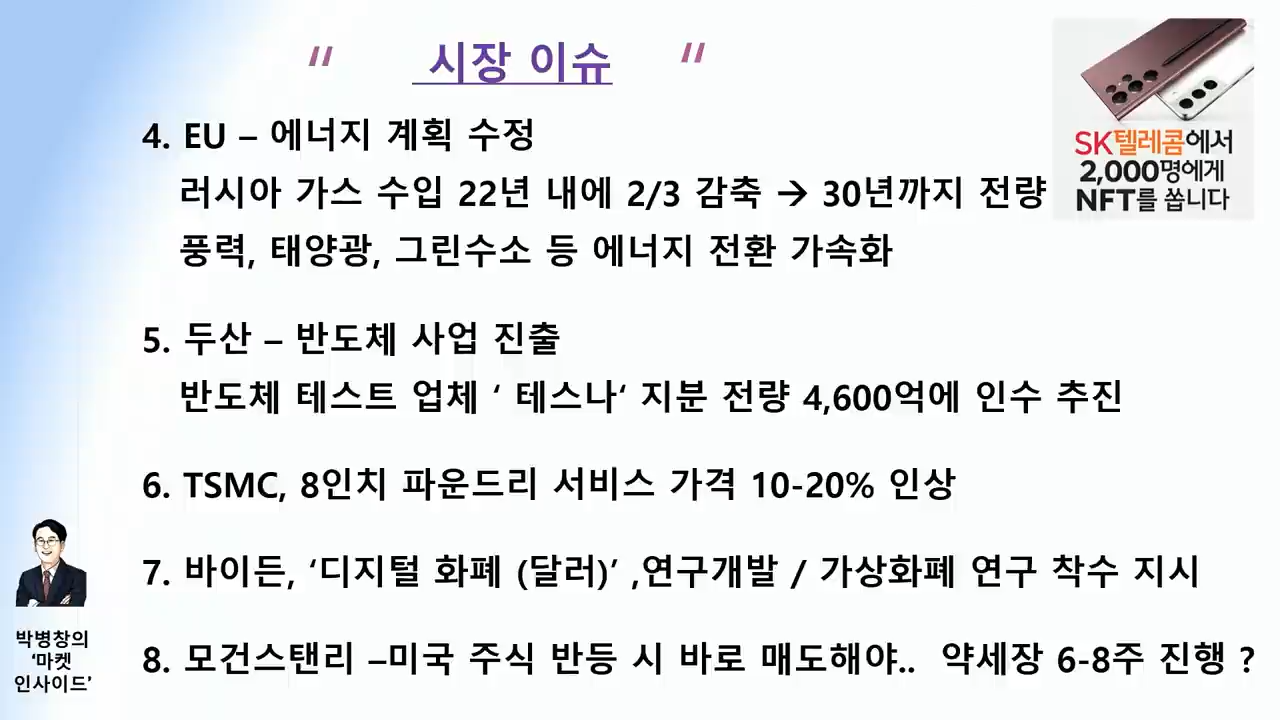 " 시장 이슈 "
SK텔레콤에서
2,000명에게
NFT를 쏩니다
4. EU – 에너지 계획 수정
러시아 가스 수입 22년 내에 2/3 감축 → 30년까지 전량
풍력, 태양광, 그린수소 등 에너지 전환 가속화
5. 두산 – 반도체 사업 진출
반도체 테스트 업체 ‘ 테스나‘ 지분 전량 4,600억에 인수 추진
6. TSMC, 8인치 파운드리 서비스 가격 10-20% 인상
7. 바이든, ‘디지털 화폐 (달러)’ ,연구개발 / 가상화폐 연구 착수 지시
8. 모건스탠리 –미국 주식 반등 시 바로 매도해야.. 약세장 6-8주 진행 ?
박병창의
‘마켓
인사이드’